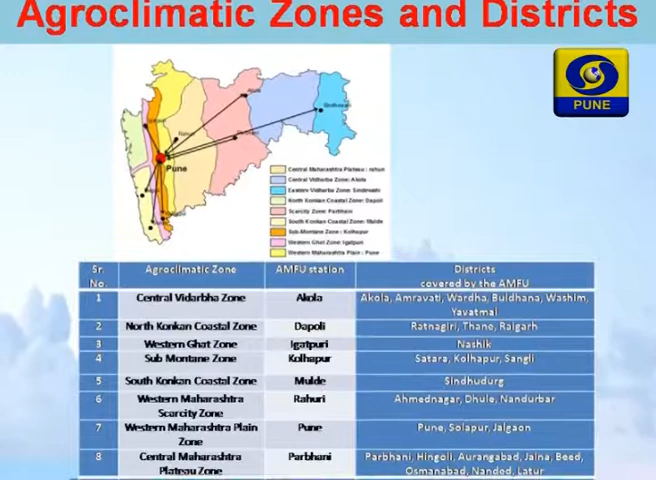 Agroclimatic Zones and Districts
PUNE
Pune
Central Maharashtra Plateau : rahuri
Central Vidharba Zone: Akola
Eastern Vidharba Zone: Sindewahi
North Konkan Coastal Zone: Dapoli
Scarcity Zone: Parbhani
South Konkan Coastal Zone: Mulde
Sub-Montane Zone : Kolhapur
Western Ghat Zone: Igatpuri
Western Maharashtra Plain : Pune
Sr. No. Agroclimatic Zone AMFU station Districts covered by the AMFU
1 Central Vidarbha Zone Akola Akola, Amravati, Wardha, Buldhana, Washim, Yavatmal
2 North Konkan Coastal Zone Dapoli Ratnagiri, Thane, Raigarh
3 Western Ghat Zone Igatpuri Nashik
4 Sub Montane Zone Kolhapur Satara, Kolhapur, Sangli
5 South Konkan Coastal Zone Mulde Sindhudurg
6 Western Maharashtra Scarcity Zone Rahuri Ahmednagar, Dhule, Nandurbar
7 Western Maharashtra Plain Zone Pune Pune, Solapur, Jalgaon
8 Central Maharashtra Plateau Zone Parbhani Parbhani, Hingoli, Aurangabad, Jalna, Beed, Osmanabad, Nanded, Latur